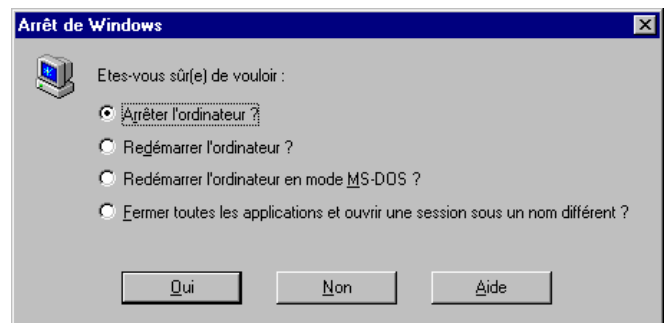 Arrêt de Windows
Etes-vous sûr(e) de vouloir :
Arrêter l'ordinateur ?
Redémarrer l'ordinateur ?
Redémarrer l'ordinateur en mode MS-DOS ?
Fermer toutes les applications et ouvrir une session sous un nom différent ?
Oui Non Aide